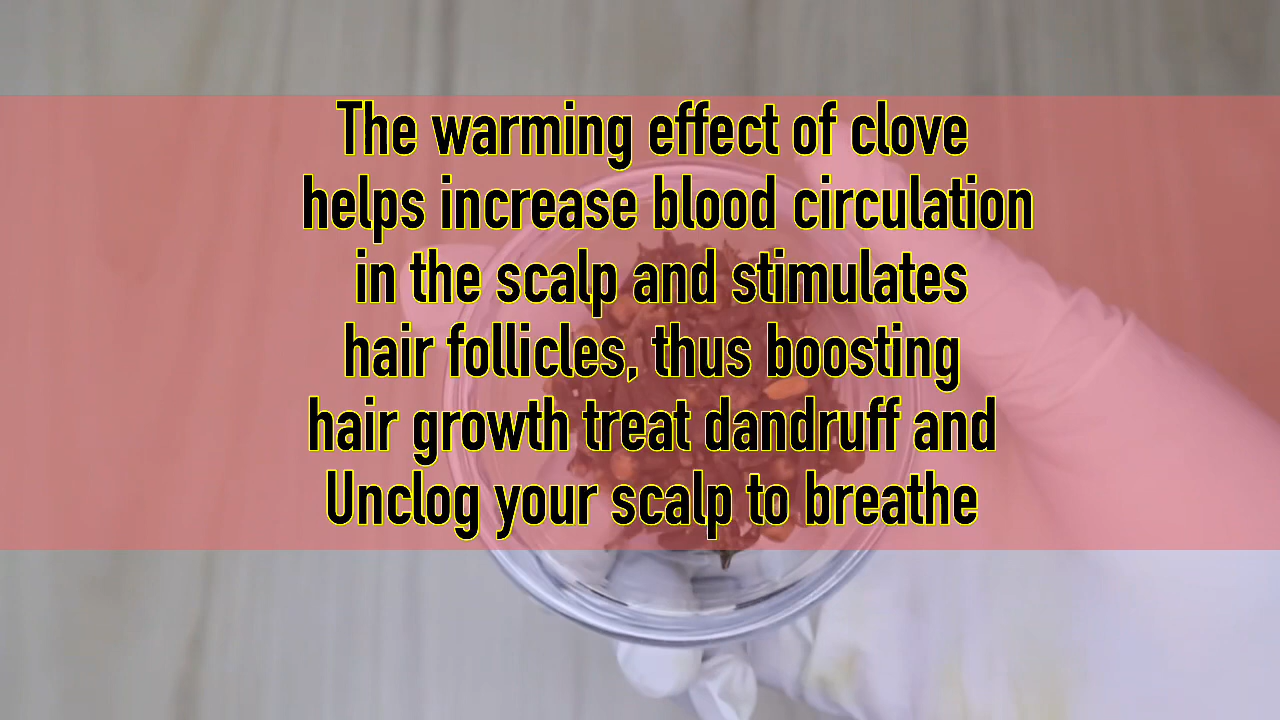 The warming effect of clove
helps increase blood circulation
in the scalp and stimulates
hair follicles, thus boosting
hair growth treat dandruff and
Unclog your scalp to breathe